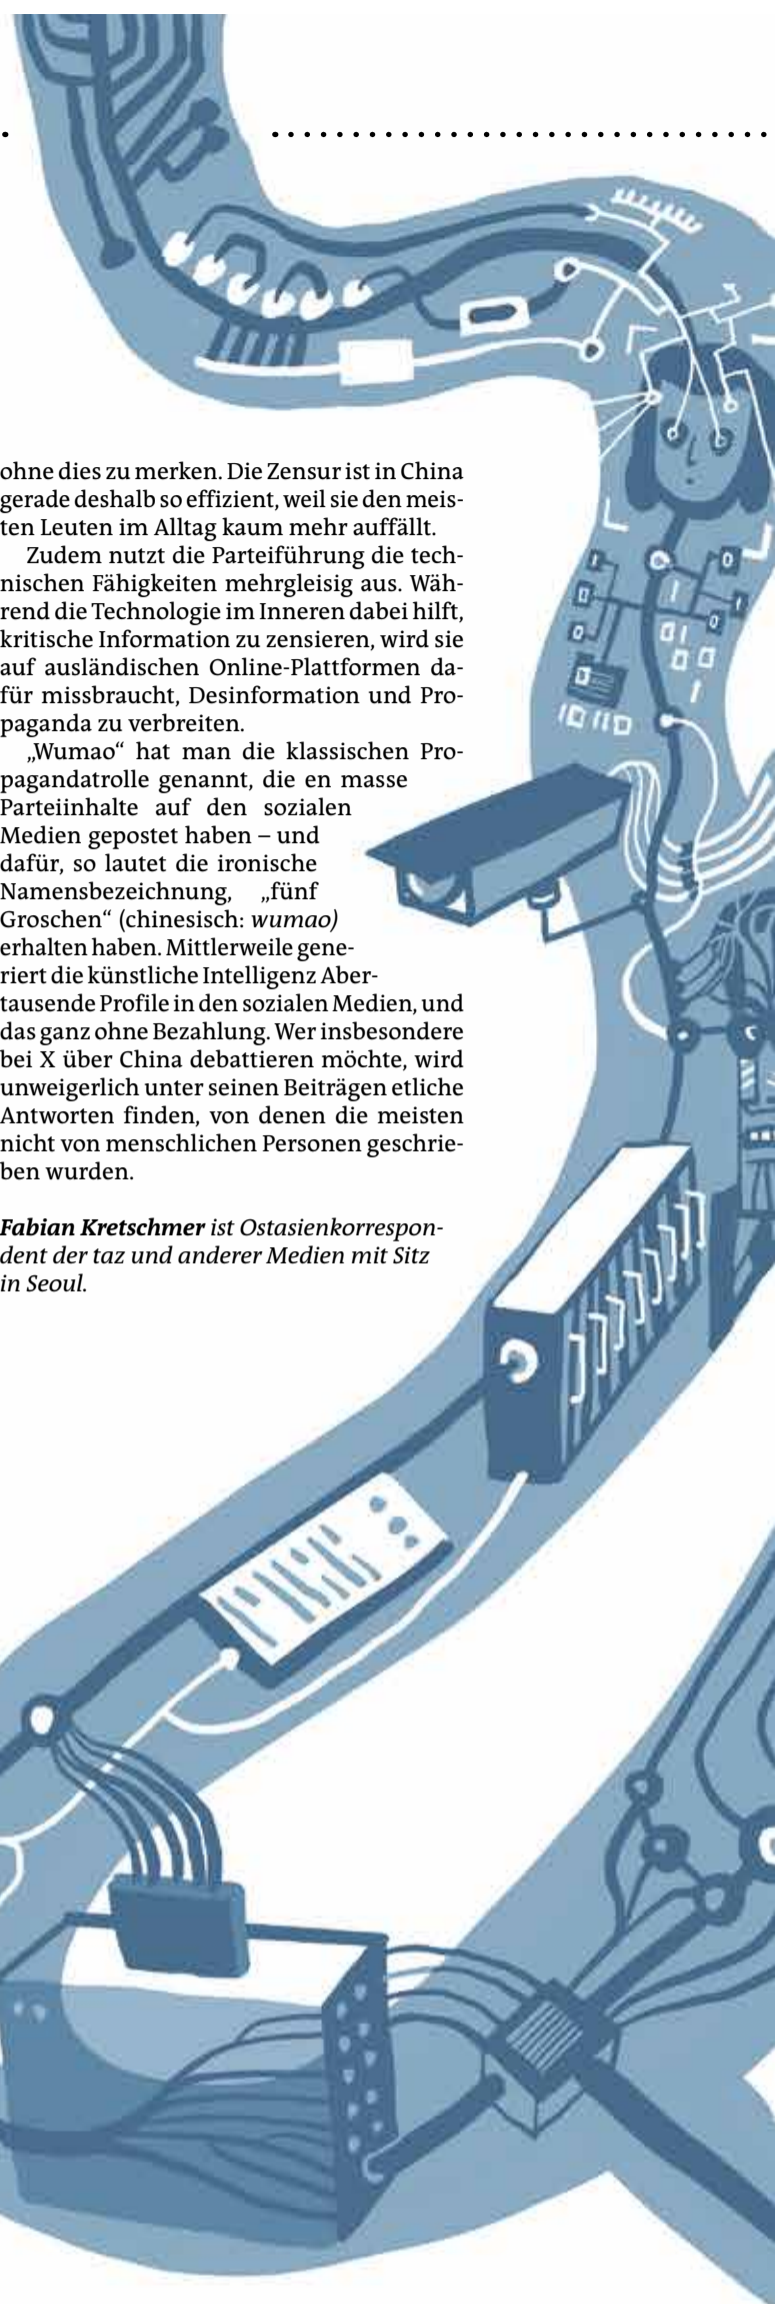 ohne dies zu merken. Die Zensur ist in China
gerade deshalb so effizient, weil sie den meis-
ten Leuten im Alltag kaum mehr auffällt.
Zudem nutzt die Parteiführung die tech-
nischen Fähigkeiten mehrgleisig aus. Wäh-
rend die Technologie im Inneren dabei hilft,
kritische Information zu zensieren, wird sie
auf ausländischen Online-Plattformen da-
für missbraucht, Desinformation und Pro-
paganda zu verbreiten.
„Wumao“ hat man die klassischen Pro-
pagandatrolle genannt, die en masse
Parteiinhalte auf den sozialen
Medien gepostet haben – und
dafür, so lautet die ironische
Namensbezeichnung, „fünf
Groschen“ (chinesisch: wumao)
erhalten haben. Mittlerweile gene-
riert die künstliche Intelligenz Aber-
tausende Profile in den sozialen Medien, und
das ganz ohne Bezahlung. Wer insbesondere
bei X über China debattieren möchte, wird
unweigerlich unter seinen Beiträgen etliche
Antworten finden, von denen die meisten
nicht von menschlichen Personen geschrie-
ben wurden.
Fabian Kretschmer ist Ostasienkorrespon-
dent der taz und anderer Medien mit Sitz
in Seoul.